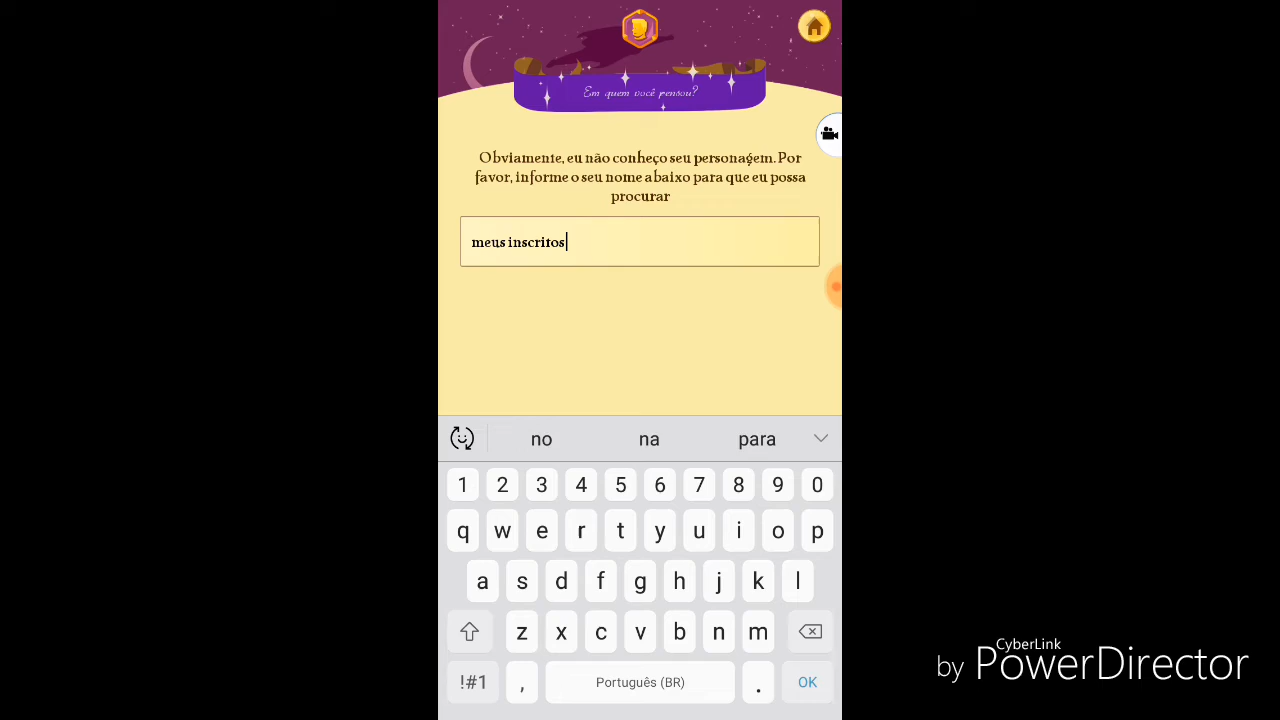 Em quem você pensou?
Obviamente, eu não conheço seu personagem. Por
favor, informe o seu nome abaixo para que eu possa
procurar
meus inscritos
no na para
1 2 3 4 5 6 7 8 9 0
q w e r t y u i o p
a s d f g h j k l
z x c v b n m
!#1 , Português (BR) . OK
CyberLink
by PowerDirector